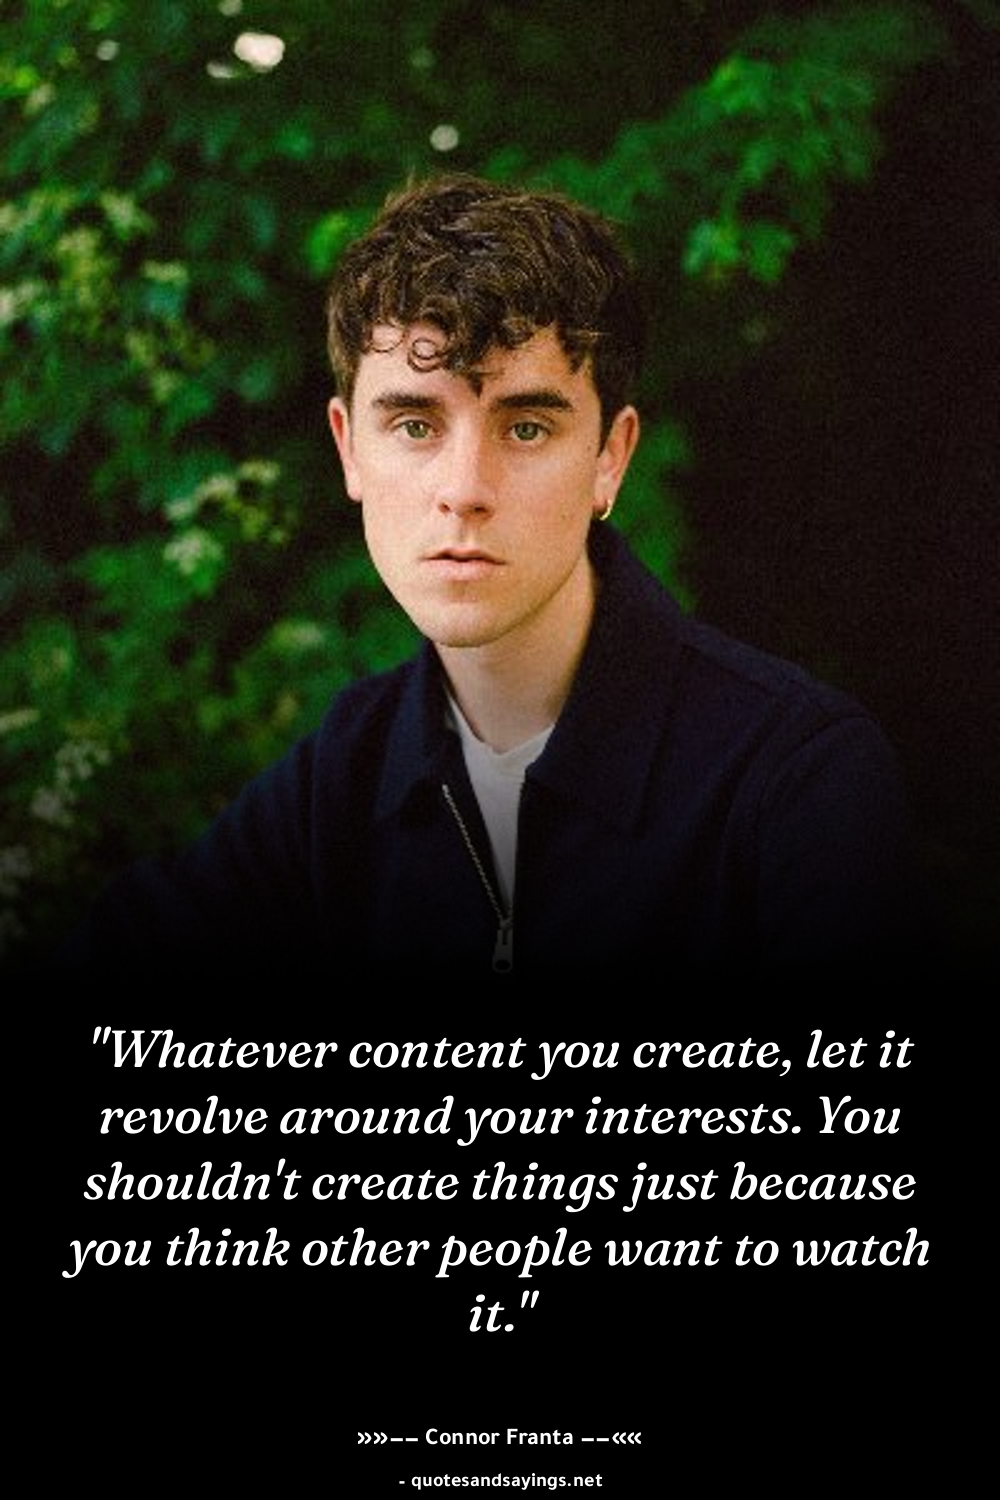 "Whatever content you create, let it
revolve around your interests. You
shouldn't create things just because
you think other people want to watch
it."
»»–– Connor Franta ––««
- quotesandsayings.net